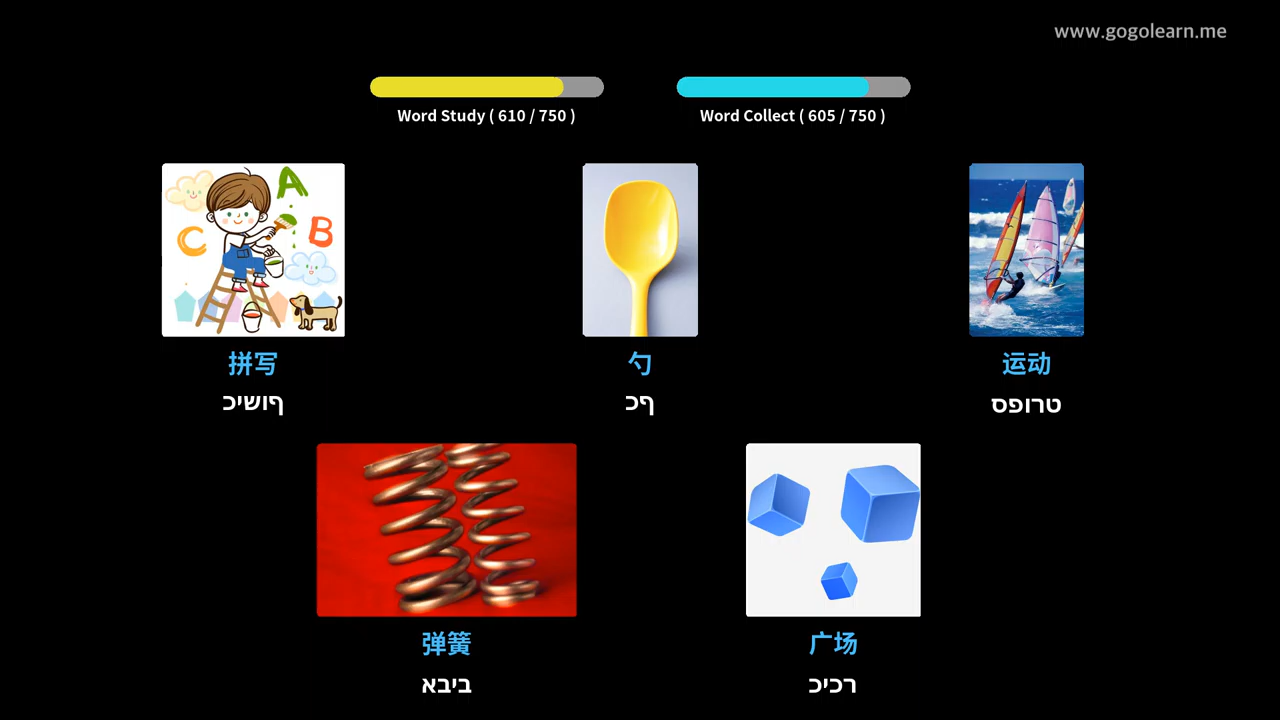 www.gogolearn.me
Word Study ( 610 / 750 )
Word Collect ( 605 / 750 )
拼写
כישוף
勺
כף
运动
ספורט
弹簧
אביב
广场
כיכר